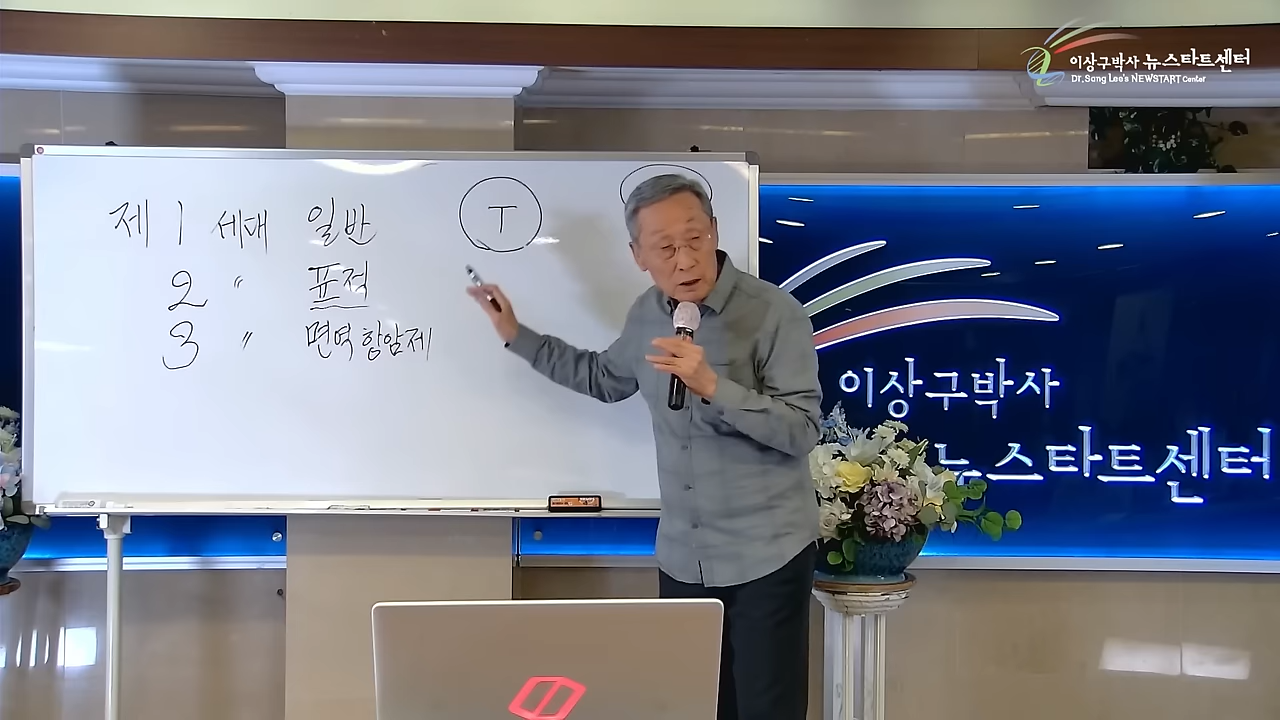 이상구박사 뉴스타트센터
Dr.Sang Lee's NEWSTART Center
제 1 세대 일반
T
2 〃 표적
3 〃 면역항암제
이상구박사
뉴스타트센터